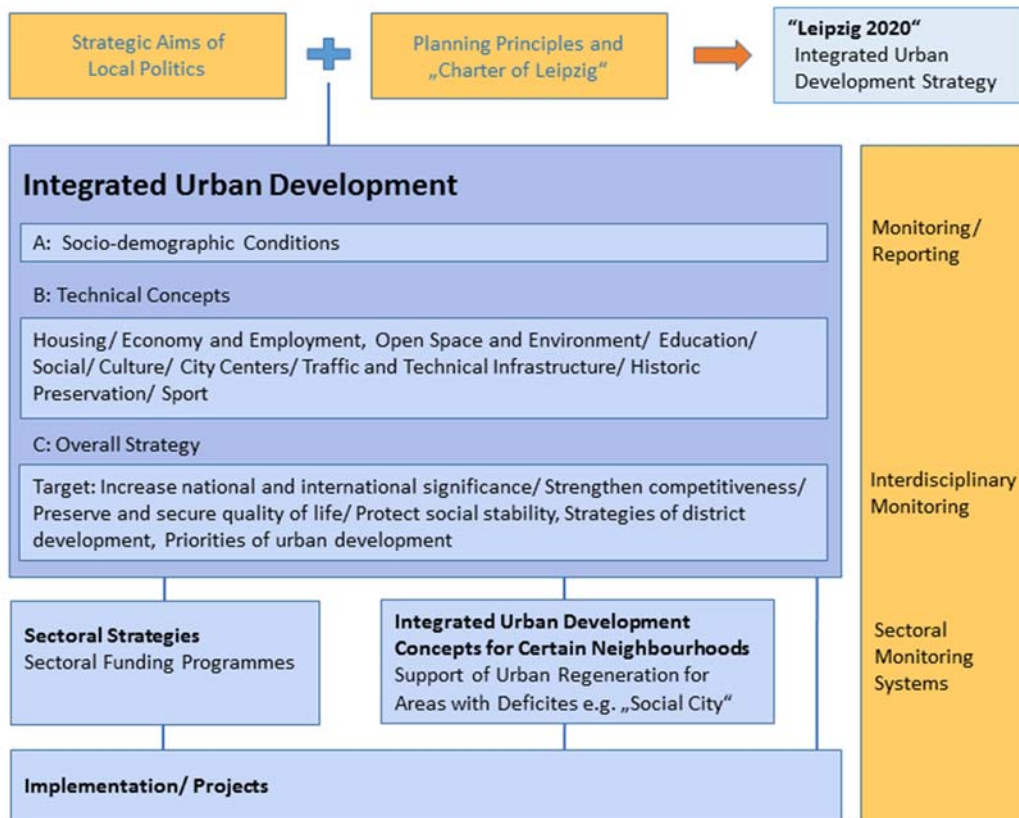 Strategic Aims of
Local Politics
Planning Principles and
„Charter of Leipzig“
“Leipzig 2020“
Integrated Urban
Development Strategy
Integrated Urban Development
A: Socio-demographic Conditions
B: Technical Concepts
Housing/ Economy and Employment, Open Space and Environment/ Education/
Social/ Culture/ City Centers/ Traffic and Technical Infrastructure/ Historic
Preservation/ Sport
C: Overall Strategy
Target: Increase national and international significance/ Strengthen competitiveness/
Preserve and secure quality of life/ Protect social stability, Strategies of district
development, Priorities of urban development
Monitoring/
Reporting
Interdisciplinary
Monitoring
Sectoral
Monitoring
Systems
Sectoral Strategies
Sectoral Funding Programmes
Integrated Urban Development
Concepts for Certain Neighbourhoods
Support of Urban Regeneration for
Areas with Deficites e.g. „Social City“
Implementation/ Projects